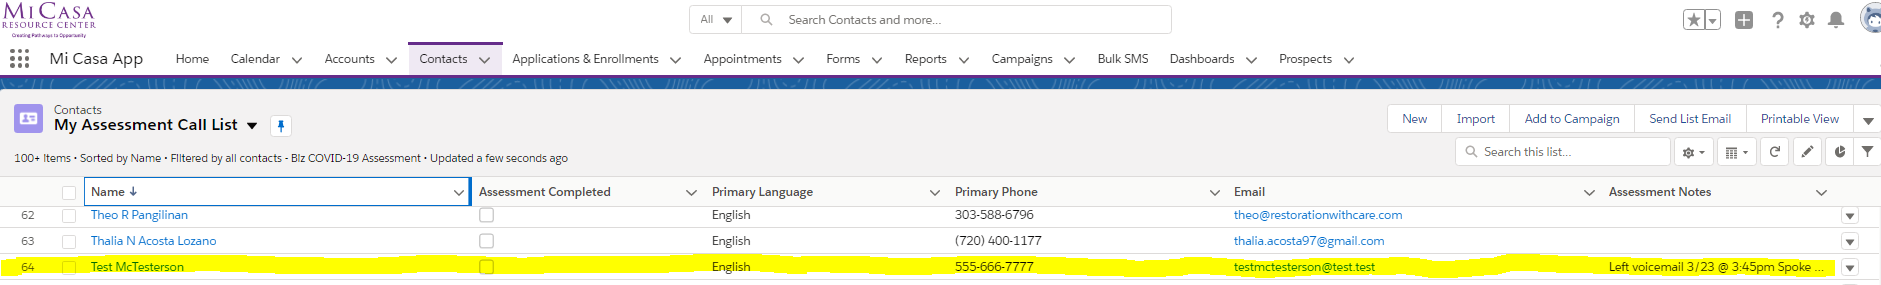 MI CASA
RESOURCE CENTER
Creating Pathways to Opportunity
All
Search Contacts and more...
Mi Casa App
Home
Calendar
Accounts
Contacts
Applications & Enrollments
Appointments
Forms
Reports
Campaigns
Bulk SMS
Dashboards
Prospects
Contacts
My Assessment Call List
New
Import
Add to Campaign
Send List Email
Printable View
100+ items • Sorted by Name • Filtered by all contacts - Biz COVID-19 Assessment • Updated a few seconds ago
Search this list...
Name Assessment Completed Primary Language Primary Phone Email Assessment Notes
62 Theo R Pangilinan English 303-588-6796 theo@restorationwithcare.com
63 Thalia N Acosta Lozano English (720) 400-1177 thalia.acosta97@gmail.com
64 Test McTesterson English 555-666-7777 testmctesterson@test.test Left voicemail 3/23 @ 3:45pm Spoke ...